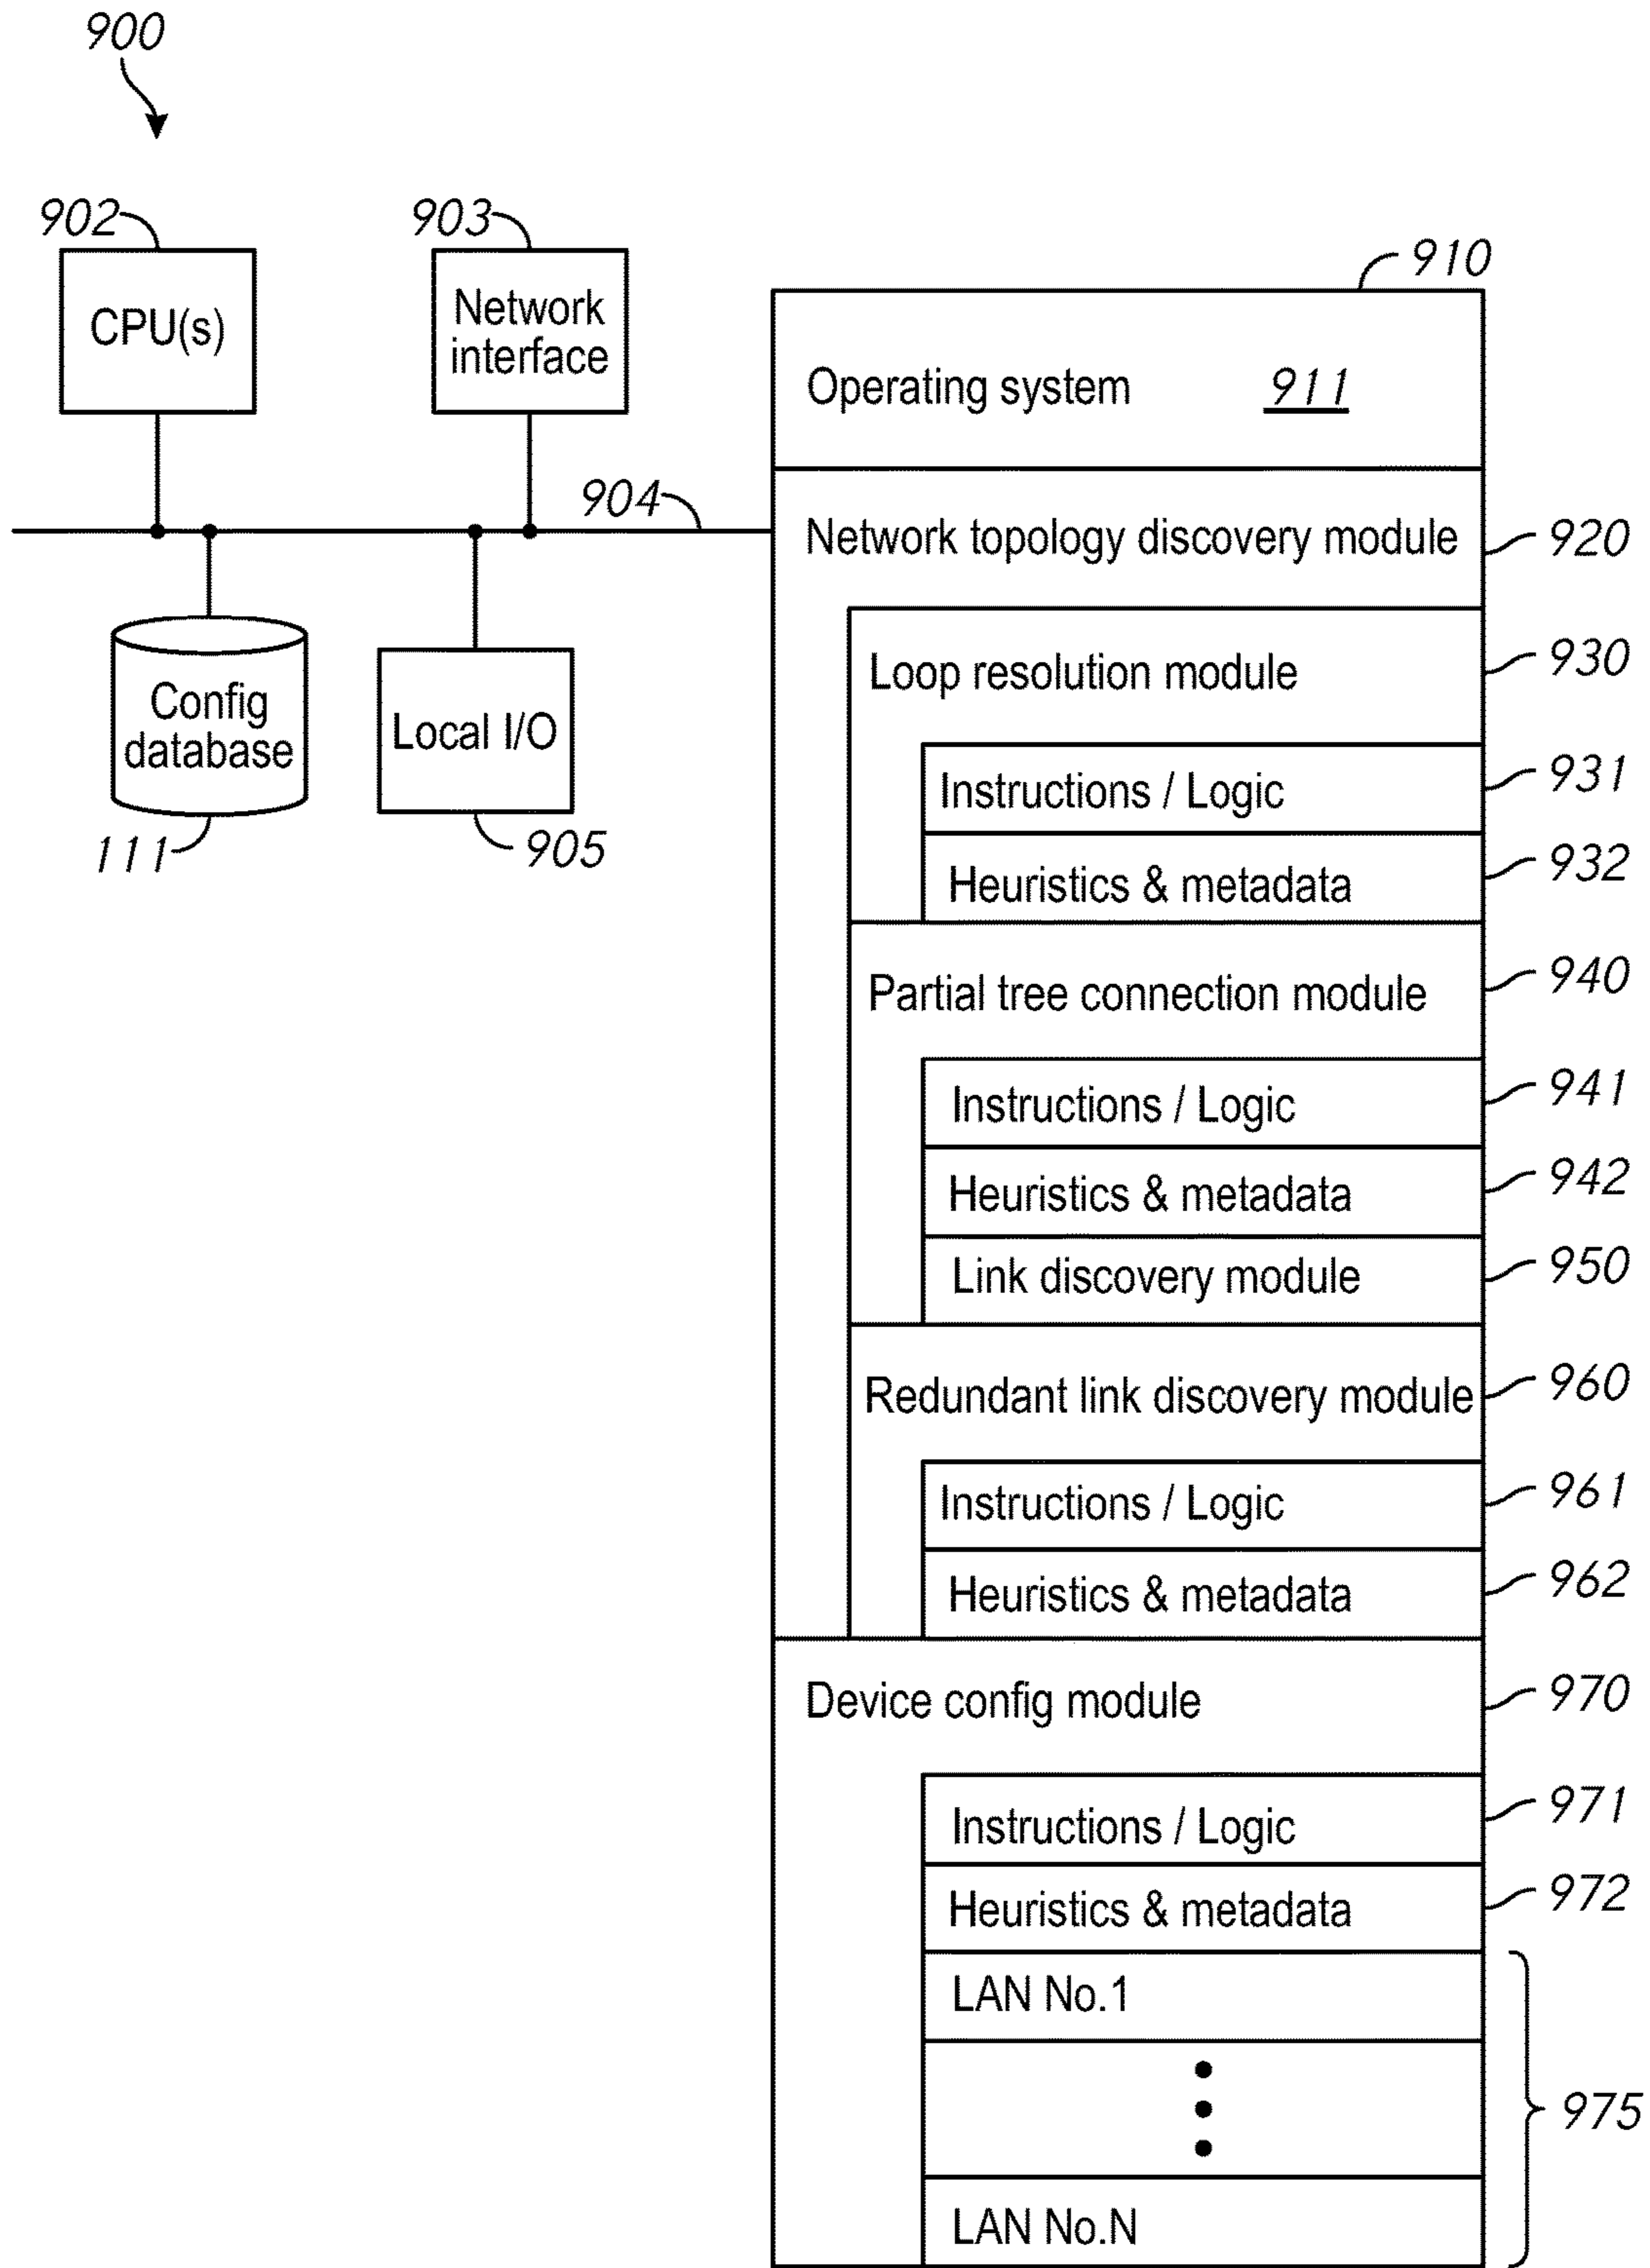 900
902
903
CPU(s)
Network
interface
904
Config
database
111
Local I/O
905
910
Operating system 911
Network topology discovery module 920
Loop resolution module 930
Instructions / Logic 931
Heuristics & metadata 932
Partial tree connection module 940
Instructions / Logic 941
Heuristics & metadata 942
Link discovery module 950
Redundant link discovery module 960
Instructions / Logic 961
Heuristics & metadata 962
Device config module 970
Instructions / Logic 971
Heuristics & metadata 972
LAN No.1
975
LAN No.N